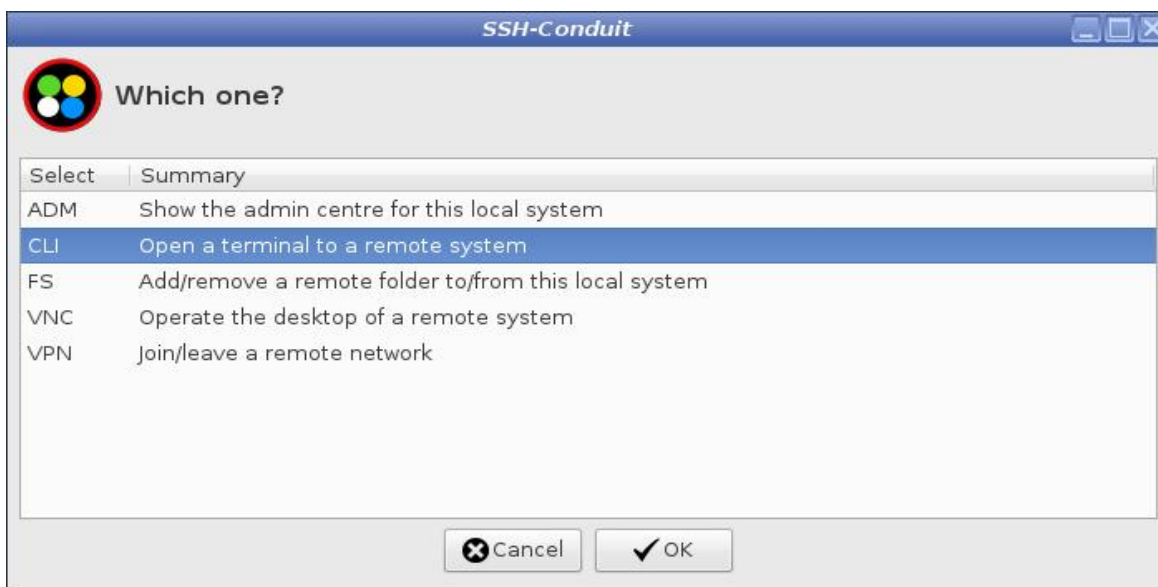 SSH-Conduit
Which one?
Select Summary
ADM Show the admin centre for this local system
CLI Open a terminal to a remote system
FS Add/remove a remote folder to/from this local system
VNC Operate the desktop of a remote system
VPN Join/leave a remote network
Cancel OK